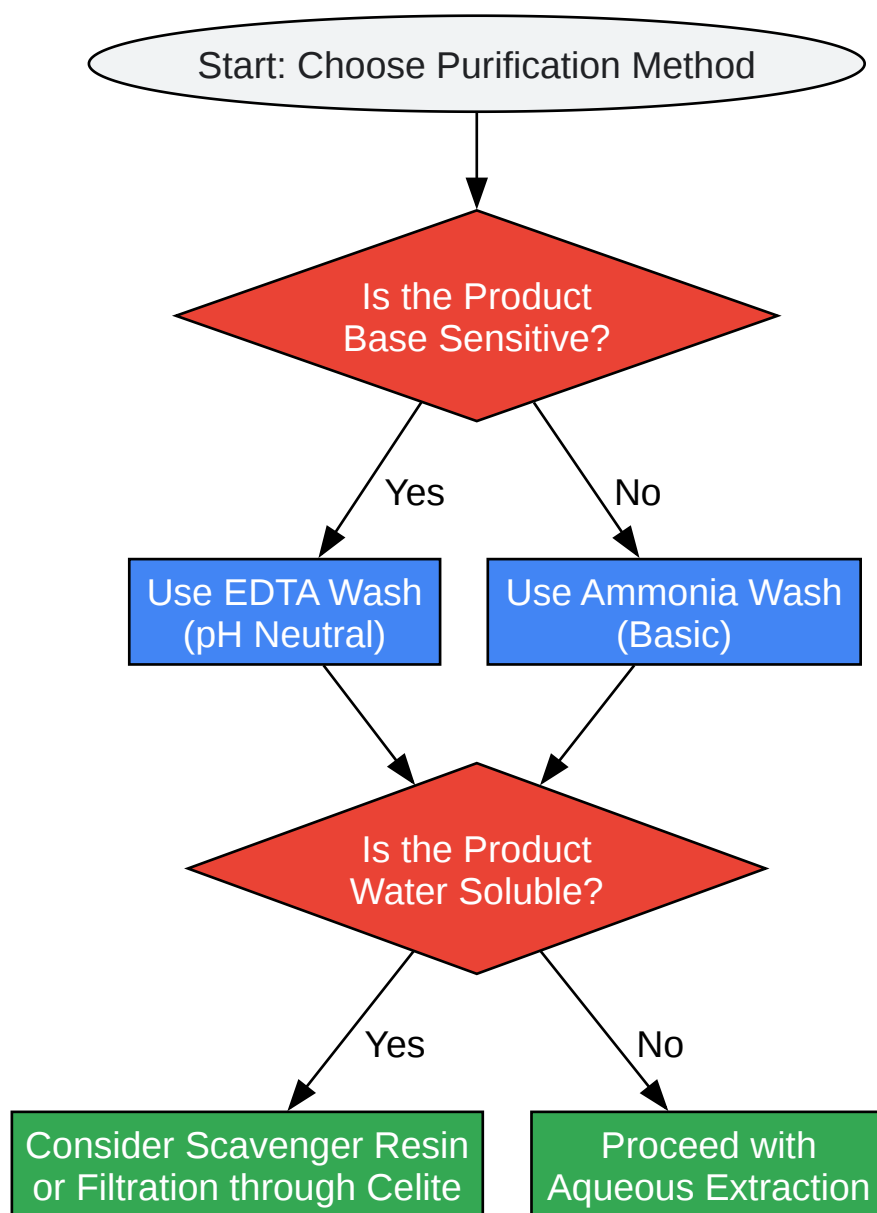 Start: Choose Purification Method
Is the Product
Base Sensitive?
Yes
No
Use EDTA Wash
(pH Neutral)
Use Ammonia Wash
(Basic)
Is the Product
Water Soluble?
Yes
No
Consider Scavenger Resin
or Filtration through Celite
Proceed with
Aqueous Extraction